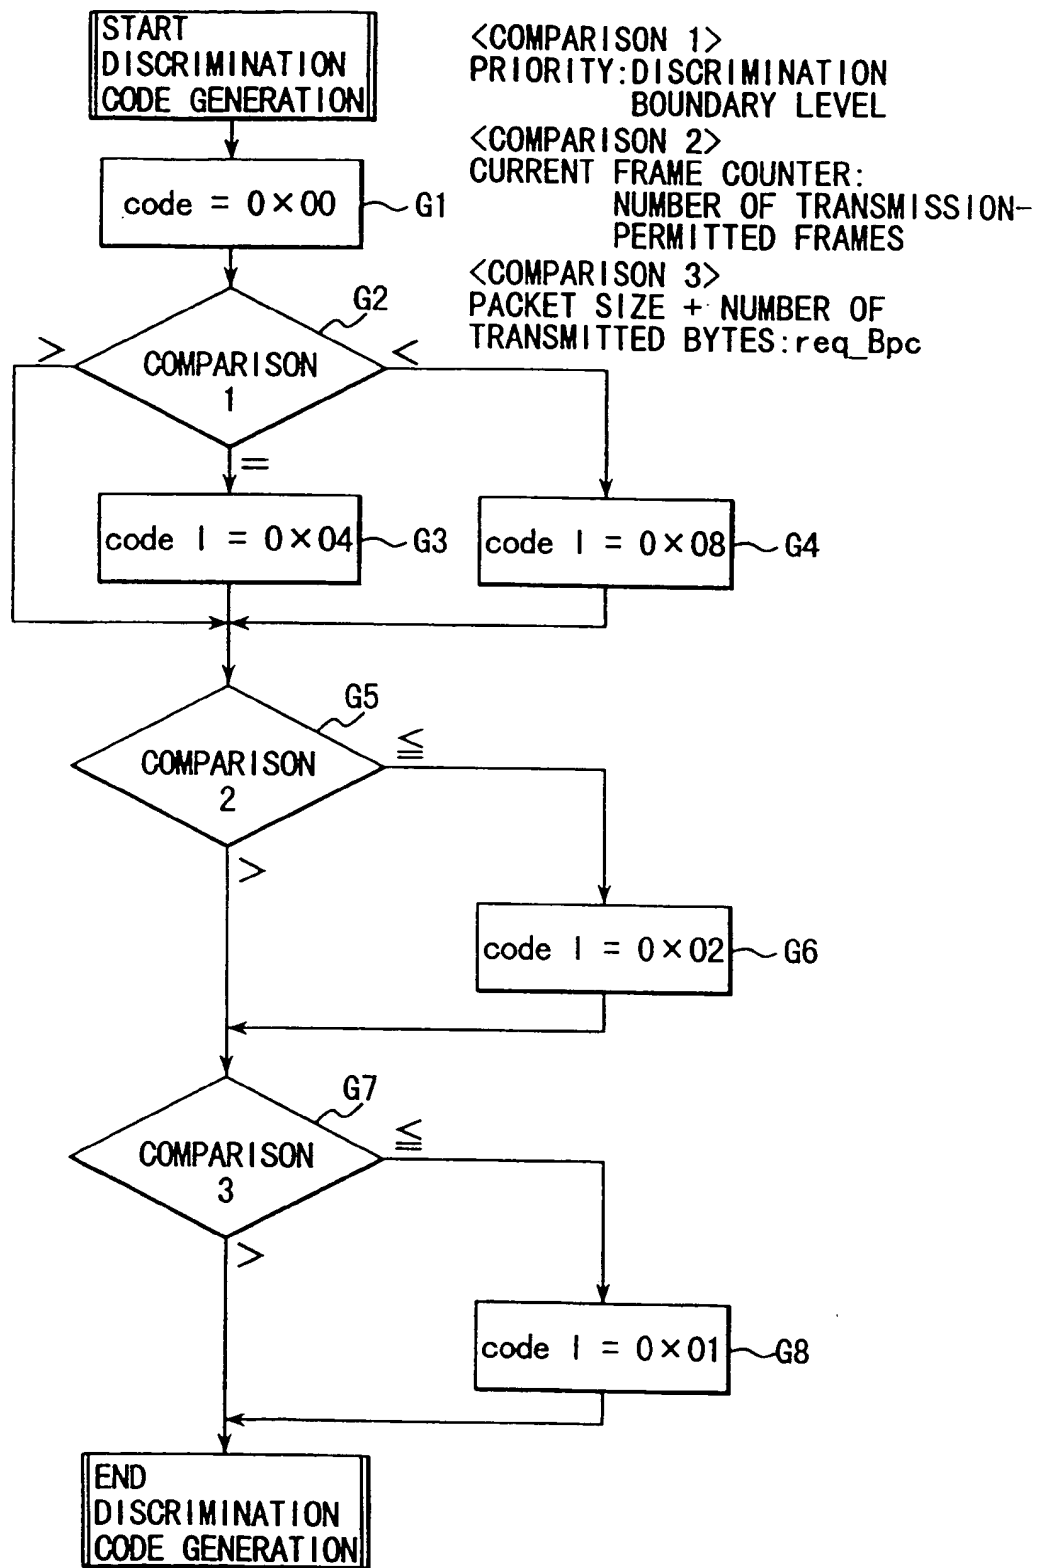 START
DISCRIMINATION
CODE GENERATION
<COMPARISON 1>
PRIORITY:DISCRIMINATION
BOUNDARY LEVEL
<COMPARISON 2>
CURRENT FRAME COUNTER:
NUMBER OF TRANSMISSION-
PERMITTED FRAMES
<COMPARISON 3>
PACKET SIZE + NUMBER OF
TRANSMITTED BYTES:req_Bpc
code = 0×00
G1
G2
>
<
COMPARISON
1
=
code | = 0×04
G3
code | = 0×08
G4
G5
≦
COMPARISON
2
>
code | = 0×02
G6
G7
≦
COMPARISON
3
>
code | = 0×01
G8
END
DISCRIMINATION
CODE GENERATION